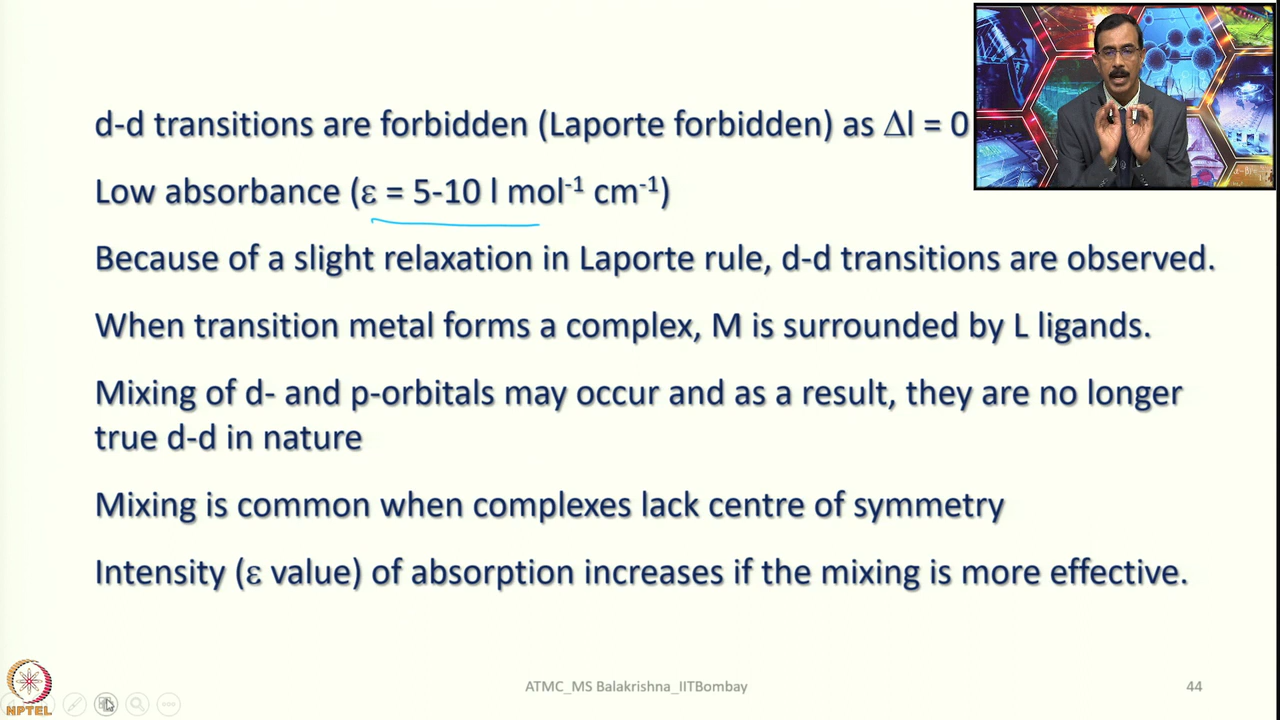 d-d transitions are forbidden (Laporte forbidden) as Δl = 0
Low absorbance (ε = 5-10 l mol⁻¹ cm⁻¹)
Because of a slight relaxation in Laporte rule, d-d transitions are observed.
When transition metal forms a complex, M is surrounded by L ligands.
Mixing of d- and p-orbitals may occur and as a result, they are no longer
true d-d in nature
Mixing is common when complexes lack centre of symmetry
Intensity (ε value) of absorption increases if the mixing is more effective.
NPTEL
ATMC_MS Balakrishna_IITBombay
44